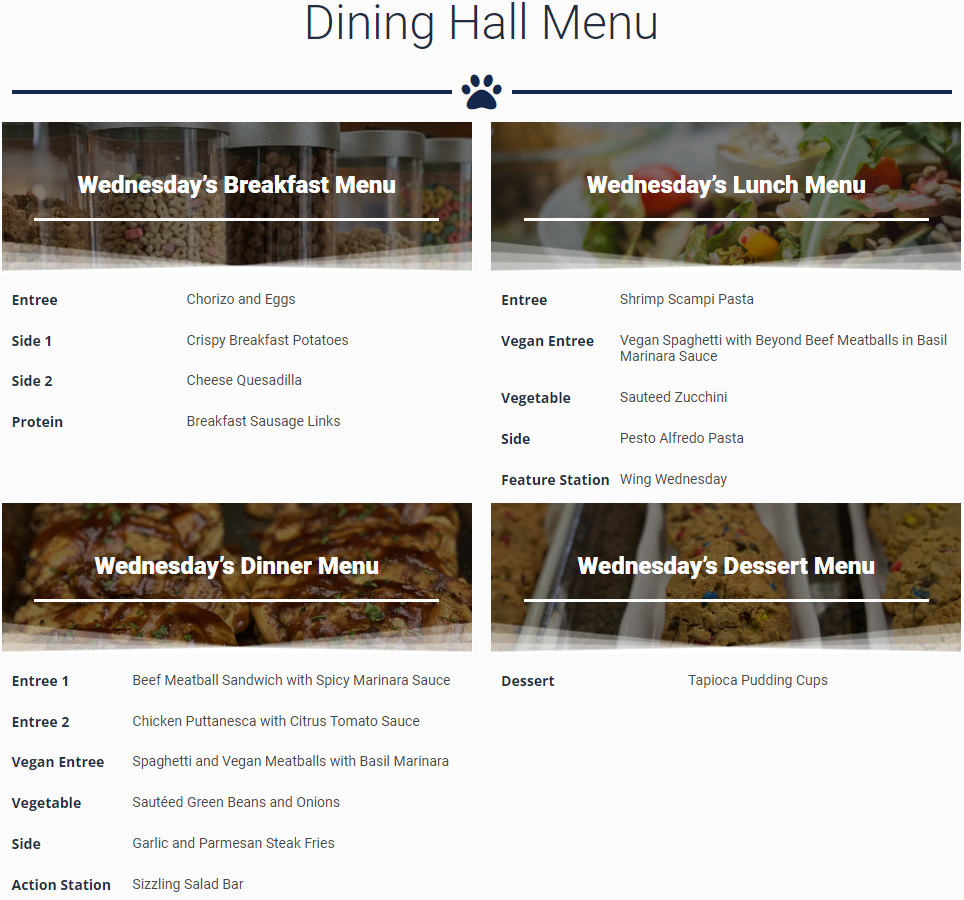 Dining Hall Menu
Wednesday’s Breakfast Menu
Entree Chorizo and Eggs
Side 1 Crispy Breakfast Potatoes
Side 2 Cheese Quesadilla
Protein Breakfast Sausage Links
Wednesday’s Lunch Menu
Entree Shrimp Scampi Pasta
Vegan Entree Vegan Spaghetti with Beyond Beef Meatballs in Basil
Marinara Sauce
Vegetable Sauteed Zucchini
Side Pesto Alfredo Pasta
Feature Station Wing Wednesday
Wednesday’s Dinner Menu
Entree 1 Beef Meatball Sandwich with Spicy Marinara Sauce
Entree 2 Chicken Puttanesca with Citrus Tomato Sauce
Vegan Entree Spaghetti and Vegan Meatballs with Basil Marinara
Vegetable Sautéed Green Beans and Onions
Side Garlic and Parmesan Steak Fries
Action Station Sizzling Salad Bar
Wednesday’s Dessert Menu
Dessert Tapioca Pudding Cups